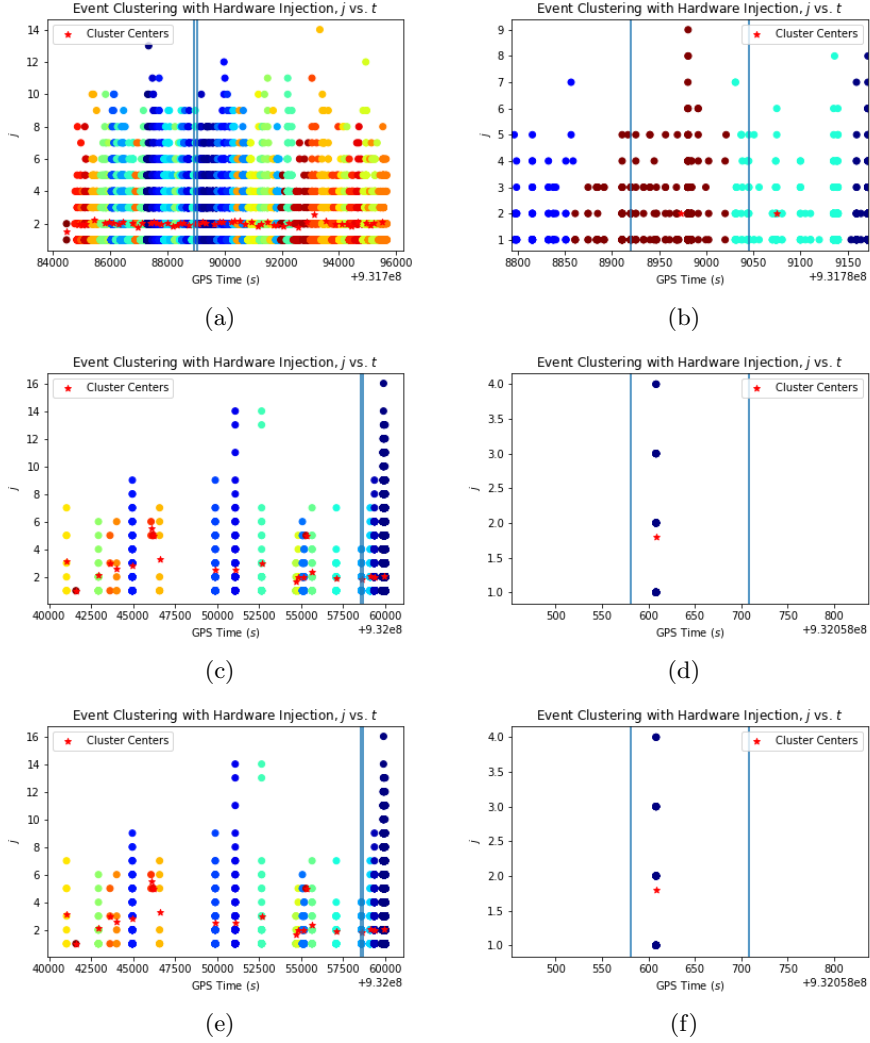 Event Clustering with Hardware Injection, j vs. t
Cluster Centers
14
12
10
8
6
4
2
j
84000 86000 88000 90000 92000 94000 96000
GPS Time (s)
+9.317e8
(a)
Event Clustering with Hardware Injection, j vs. t
Cluster Centers
9
8
7
6
5
4
3
2
1
j
8800 8850 8900 8950 9000 9050 9100 9150
GPS Time (s)
+9.3178e8
(b)
Event Clustering with Hardware Injection, j vs. t
Cluster Centers
16
14
12
10
8
6
4
2
j
40000 42500 45000 47500 50000 52500 55000 57500 60000
GPS Time (s)
+9.32e8
(c)
Event Clustering with Hardware Injection, j vs. t
Cluster Centers
4.0
3.5
3.0
2.5
2.0
1.5
1.0
j
500 550 600 650 700 750 800
GPS Time (s)
+9.32058e8
(d)
Event Clustering with Hardware Injection, j vs. t
Cluster Centers
16
14
12
10
8
6
4
2
j
40000 42500 45000 47500 50000 52500 55000 57500 60000
GPS Time (s)
+9.32e8
(e)
Event Clustering with Hardware Injection, j vs. t
Cluster Centers
4.0
3.5
3.0
2.5
2.0
1.5
1.0
j
500 550 600 650 700 750 800
GPS Time (s)
+9.32058e8
(f)